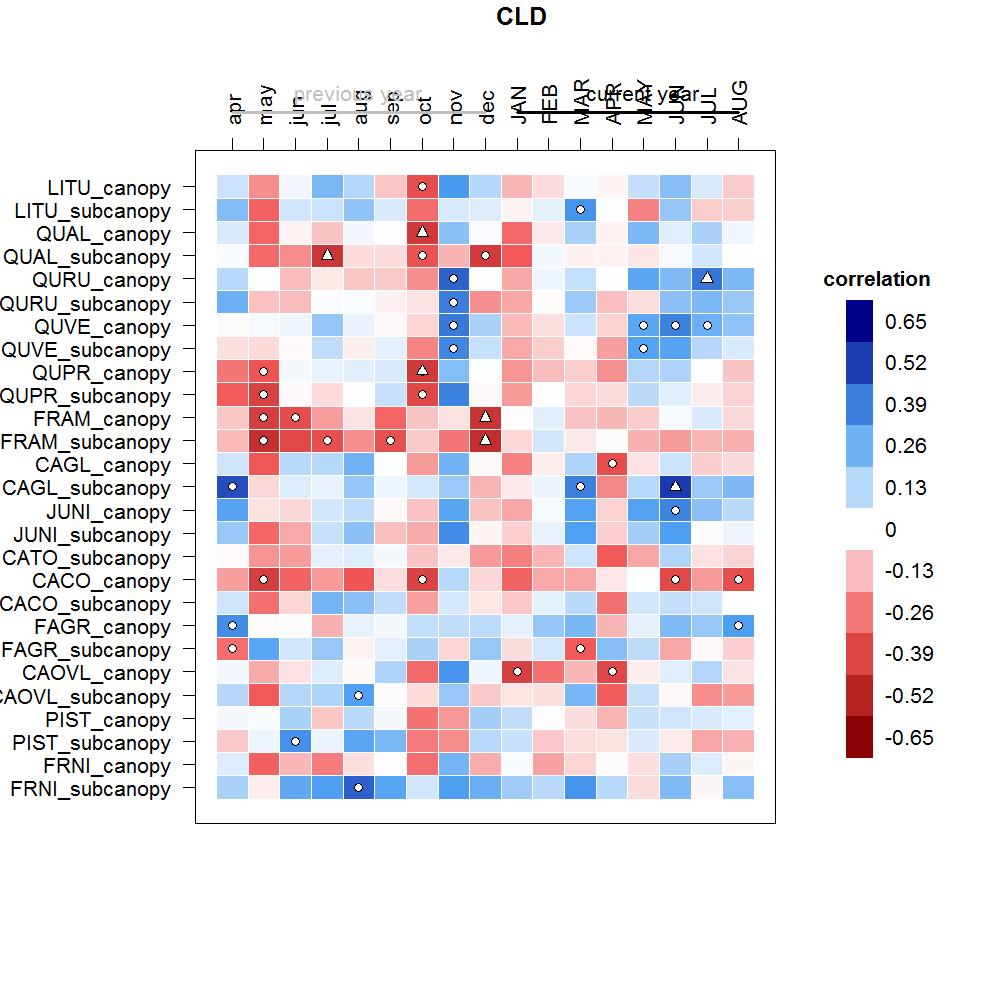 CLD
previous year current year
apr may jun jul aug sep oct nov dec JAN FEB MAR APR MAY JUN JUL AUG
LITU_canopy
LITU_subcanopy
QUAL_canopy
QUAL_subcanopy
QURU_canopy
QURU_subcanopy
QUVE_canopy
QUVE_subcanopy
QUPR_canopy
QUPR_subcanopy
FRAM_canopy
FRAM_subcanopy
CAGL_canopy
CAGL_subcanopy
JUNI_canopy
JUNI_subcanopy
CATO_subcanopy
CACO_canopy
CACO_subcanopy
FAGR_canopy
FAGR_subcanopy
CAOVL_canopy
CAOVL_subcanopy
PIST_canopy
PIST_subcanopy
FRNI_canopy
FRNI_subcanopy
correlation
0.65
0.52
0.39
0.26
0.13
0
-0.13
-0.26
-0.39
-0.52
-0.65